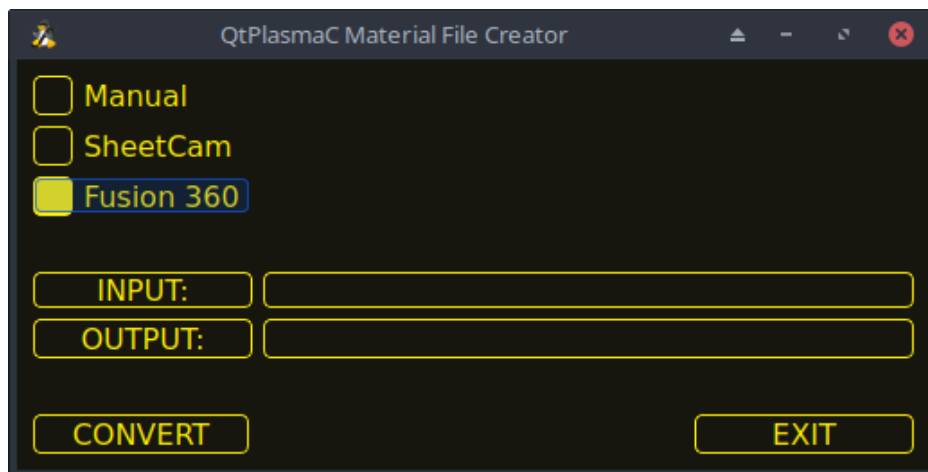 QtPlasmaC Material File Creator
Manual
SheetCam
Fusion 360
INPUT:
OUTPUT:
CONVERT EXIT